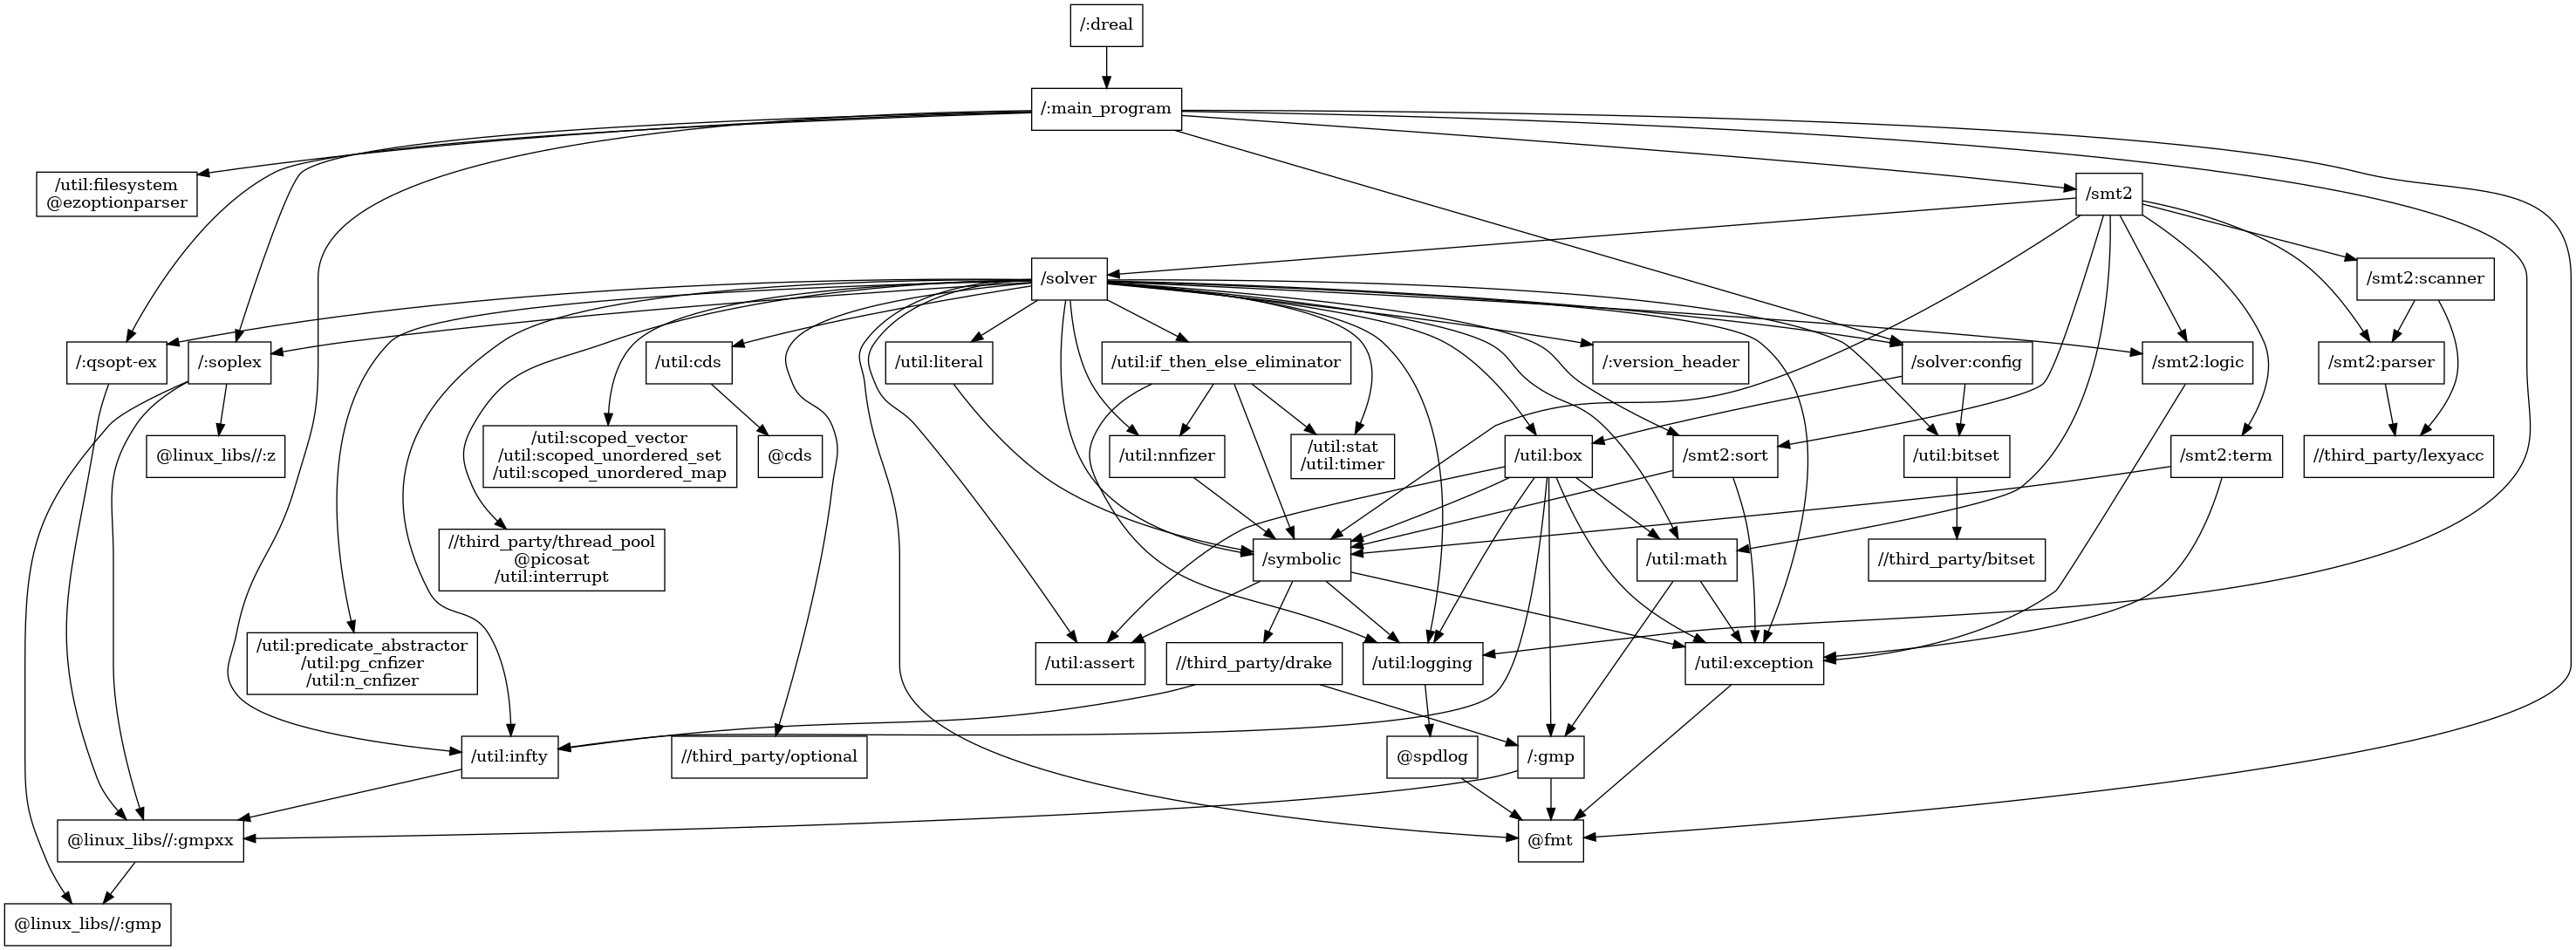 /:dreal
/:main_program
/util:filesystem
@ezoptionparser
/smt2
/solver
/smt2:scanner
/:qsopt-ex
/:soplex
/util:cds
/util:literal
/util:if_then_else_eliminator
/:version_header
/solver:config
/smt2:logic
/smt2:parser
@linux_libs//:z
/util:scoped_vector
/util:scoped_unordered_set
/util:scoped_unordered_map
@cds
/util:nnfizer
/util:stat
/util:timer
/util:box
/smt2:sort
/util:bitset
/smt2:term
//third_party/lexyacc
//third_party/thread_pool
@picosat
/util:interrupt
/symbolic
/util:math
//third_party/bitset
/util:predicate_abstractor
/util:pg_cnfizer
/util:n_cnfizer
/util:assert
//third_party/drake
/util:logging
/util:exception
/util:infty
//third_party/optional
@spdlog
/:gmp
@linux_libs//:gmpxx
@fmt
@linux_libs//:gmp